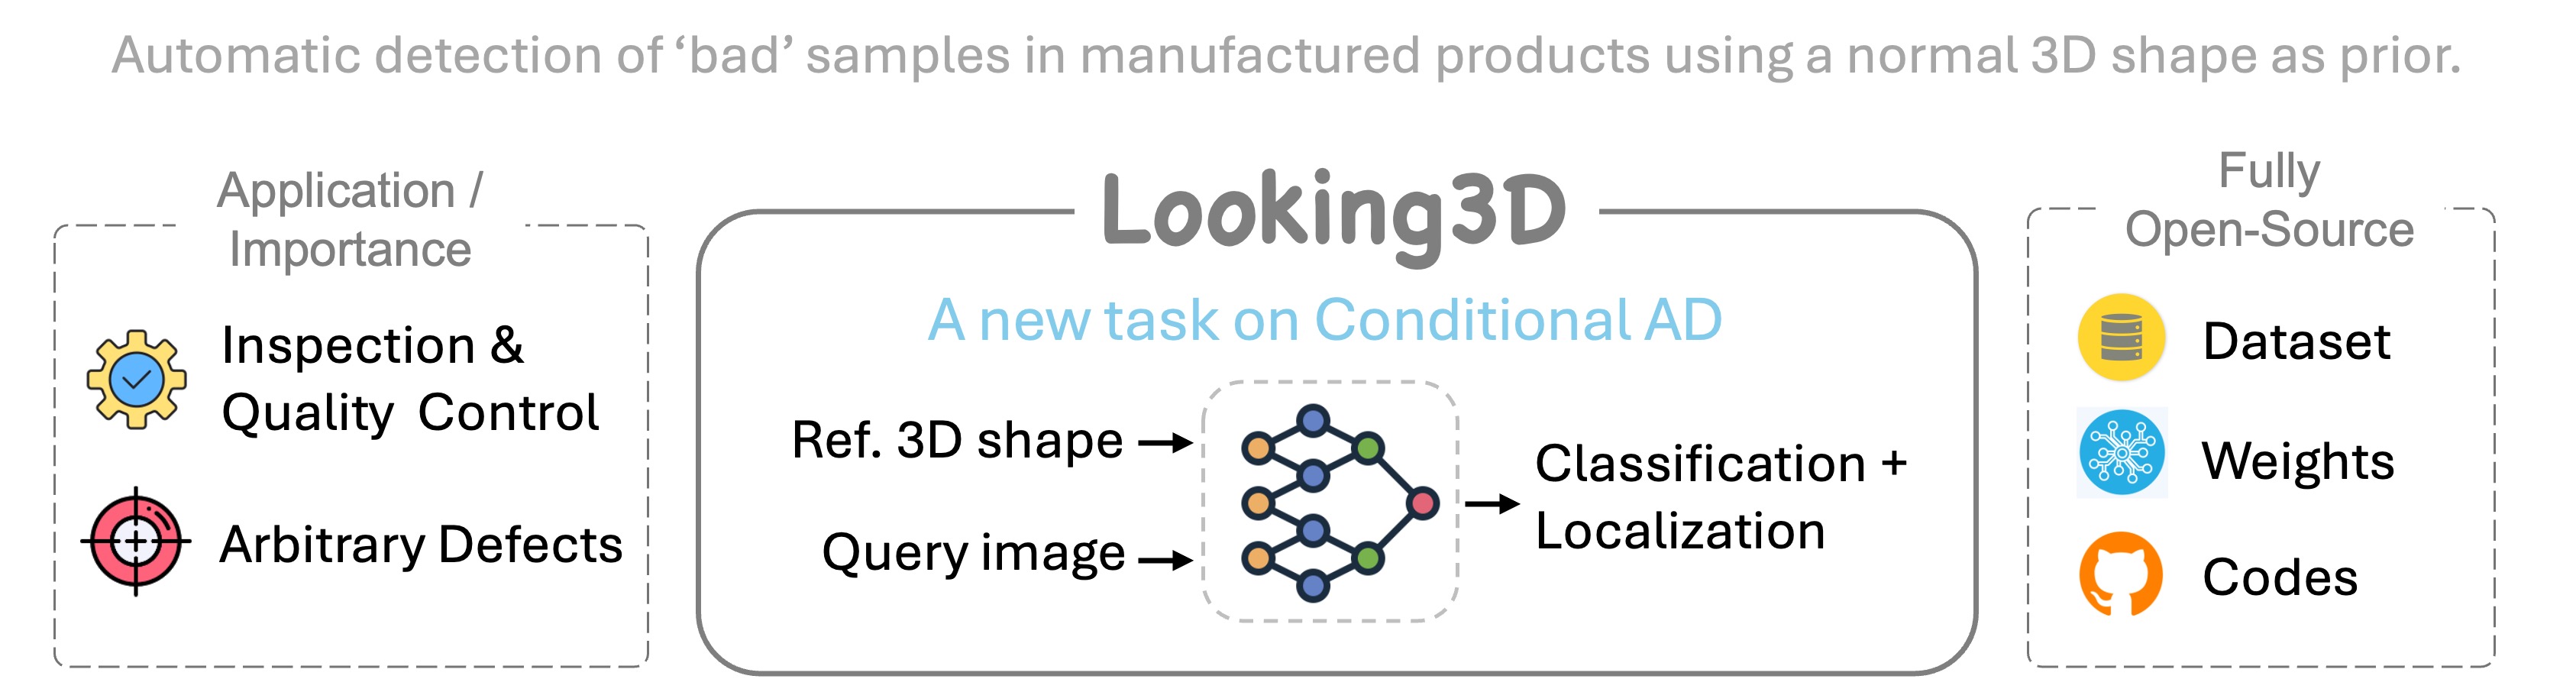 Automatic detection of ‘bad’ samples in manufactured products using a normal 3D shape as prior.
Application /
Importance
Inspection &
Quality Control
Arbitrary Defects
Looking3D
A new task on Conditional AD
Ref. 3D shape
Query image
Classification +
Localization
Fully
Open-Source
Dataset
Weights
Codes